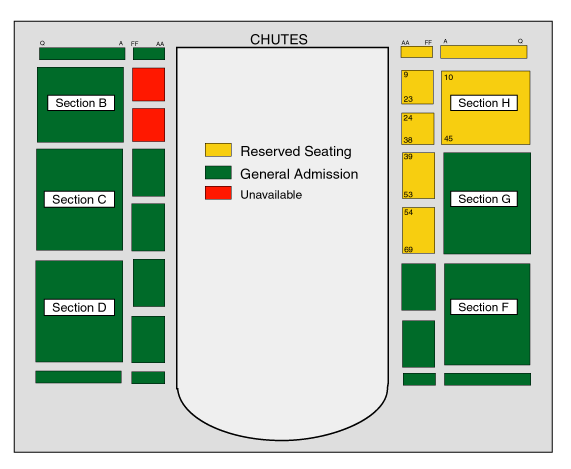 CHUTES
Q A FF AA
AA FF A Q
Section B
9
23
10
Section H
45
24
38
Reserved Seating
General Admission
Unavailable
39
53
Section C
Section G
54
69
Section D
Section F